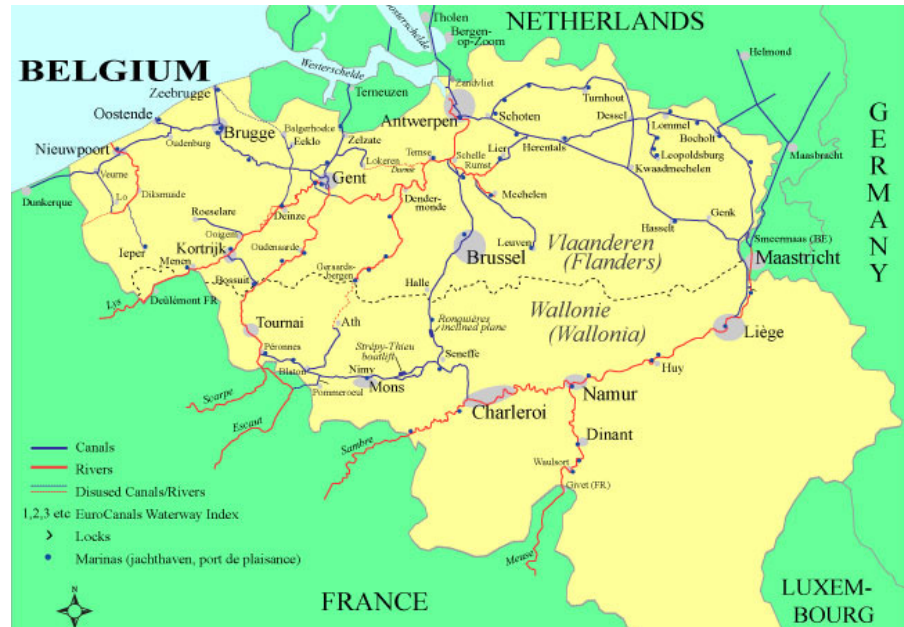 NETHERLANDS
BELGIUM
Oosterschelde
Tholen
Bergen-
op-Zoom
Westerschelde
Terneuzen
Helmond
GERMANY
Zeebrugge
Oostende
Brugge
Oudenburg
Nieuwpoort
Veurne
Lo
Diksmuide
Dunkerque
Ieper
Balgerhoeke
Eeklo
Zelzate
Lokeren
Durme
Gent
Temse
Zandvliet
Antwerpen
Schoten
Turnhout
Dessel
Lommel
Bocholt
Maasbracht
Lier
Herentals
Leopoldsburg
Kwaadmechelen
Schelle
Rumst
Mechelen
Leuven
Roeselare
Ooigem
Deinze
Dender-
monde
Kortrijk
Oudenaarde
Menen
Bossuit
Geraards-
bergen
Hasselt
Genk
Smeermaas (BE)
Maastricht
Brussel
Vlaanderen
(Flanders)
Halle
Wallonie
(Wallonia)
Lys
Deûlémont FR
Tournai
Ath
Ronquières
inclined plane
Liège
Péronnes
Blaton
Strépy-Thieu
boatlift
Seneffe
Nimy
Mons
Pommeroeul
Huy
Namur
Charleroi
Scarpe
Escaut
Sambre
Dinant
Waulsort
Givet (FR)
Meuse
Canals
Rivers
Disused Canals/Rivers
1,2,3 etc EuroCanals Waterway Index
Locks
Marinas (jachthaven, port de plaisance)
N
FRANCE
LUXEM-
BOURG